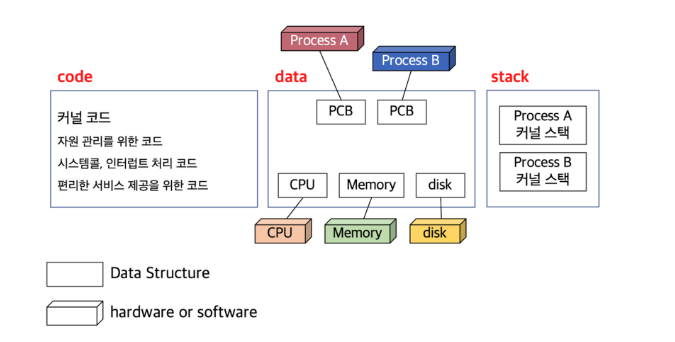 Process A
Process B
code
data
stack
커널 코드
자원 관리를 위한 코드
시스템콜, 인터럽트 처리 코드
편리한 서비스 제공을 위한 코드
PCB
PCB
CPU
Memory
disk
CPU
Memory
disk
Process A
커널 스택
Process B
커널 스택
Data Structure
hardware or software